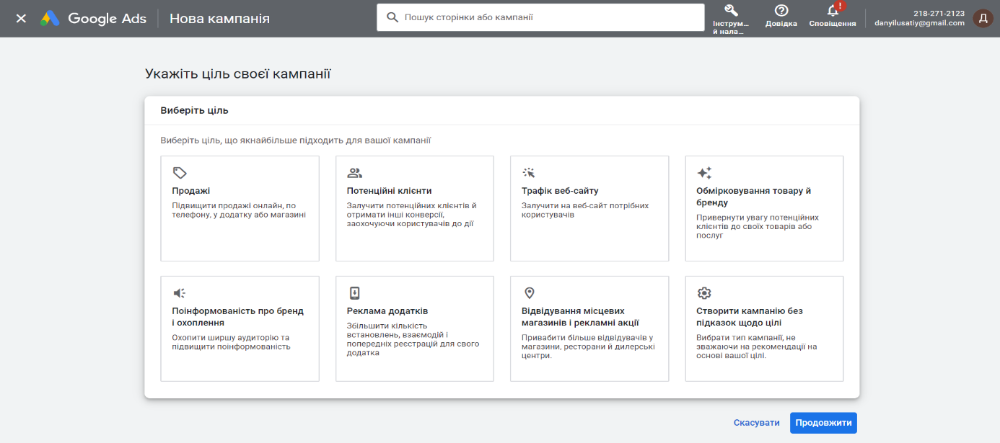 Google Ads
Нова кампанія
Пошук сторінки або кампанії
Інструм...
й нала...
Довідка
!
Сповіщення
218-271-2123
danyilusatiy@gmail.com
Д
Укажіть ціль своєї кампанії
Виберіть ціль
Виберіть ціль, що якнайбільше підходить для вашої кампанії
Продажі
Підвищити продажі онлайн, по
телефону, у додатку або магазині
Потенційні клієнти
Залучити потенційних клієнтів й
отримати інші конверсії,
заохочуючи користувачів до дії
Трафік веб-сайту
Залучити на веб-сайт потрібних
користувачів
Обмірковування товару й
бренду
Привернути увагу потенційних
клієнтів до своїх товарів або
послуг
Поінформованість про бренд
і охоплення
Охопити ширшу аудиторію та
підвищити поінформованість
Реклама додатків
Збільшити кількість
встановлень, взаємодій і
попередніх реєстрацій для свого
додатка
Відвідування місцевих
магазинів і рекламні акції
Привабити більше відвідувачів у
магазини, ресторани й дилерські
центри.
Створити кампанію без
підказок щодо цілі
Вибрати тип кампанії, не
зважаючи на рекомендації на
основі вашої цілі.
Скасувати
Продовжити